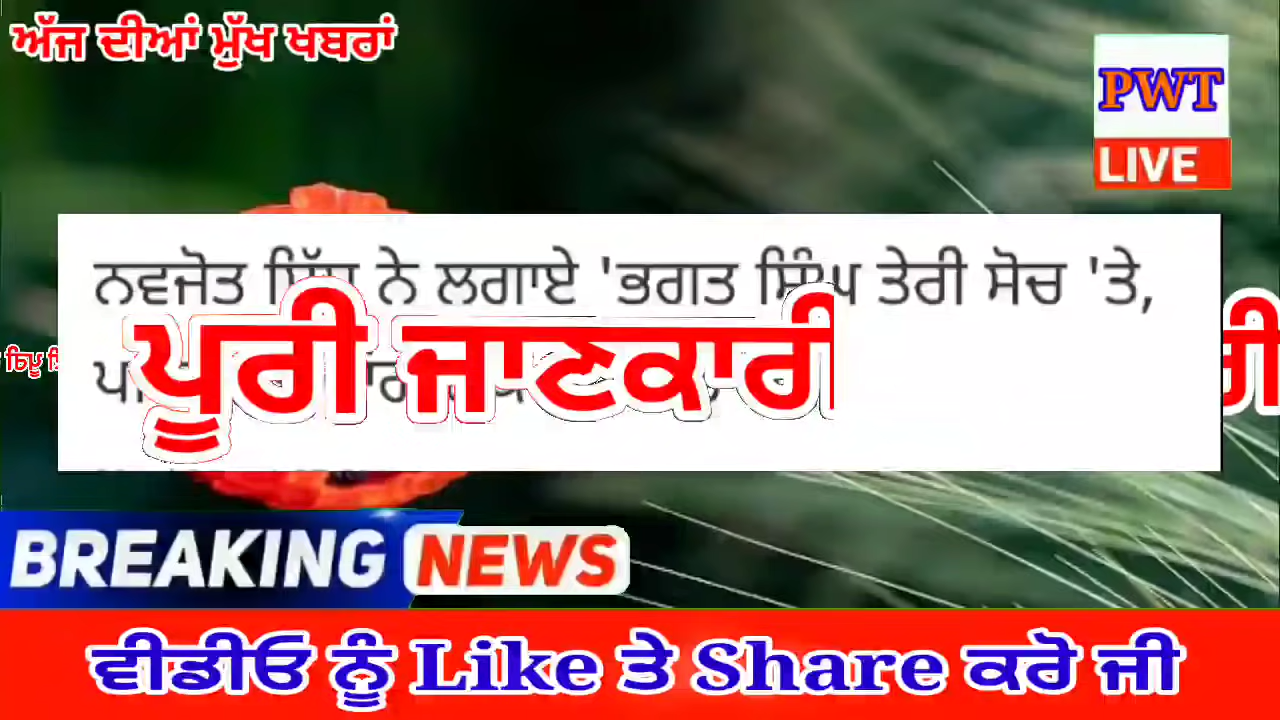 ਅੱਜ ਦੀਆਂ ਮੁੱਖ ਖਬਰਾਂ
PWT
LIVE
ਨਵਜੋਤ ਸਿੰਘ ਨੇ ਲਗਾਏ 'ਭਗਤ ਸਿੰਘ ਤੇਰੀ ਸੋਚ 'ਤੇ,
ਪੂਰੀ ਜਾਣਕਾਰੀ
BREAKING NEWS
ਵੀਡੀਓ ਨੂੰ Like ਤੇ Share ਕਰੋ ਜੀ